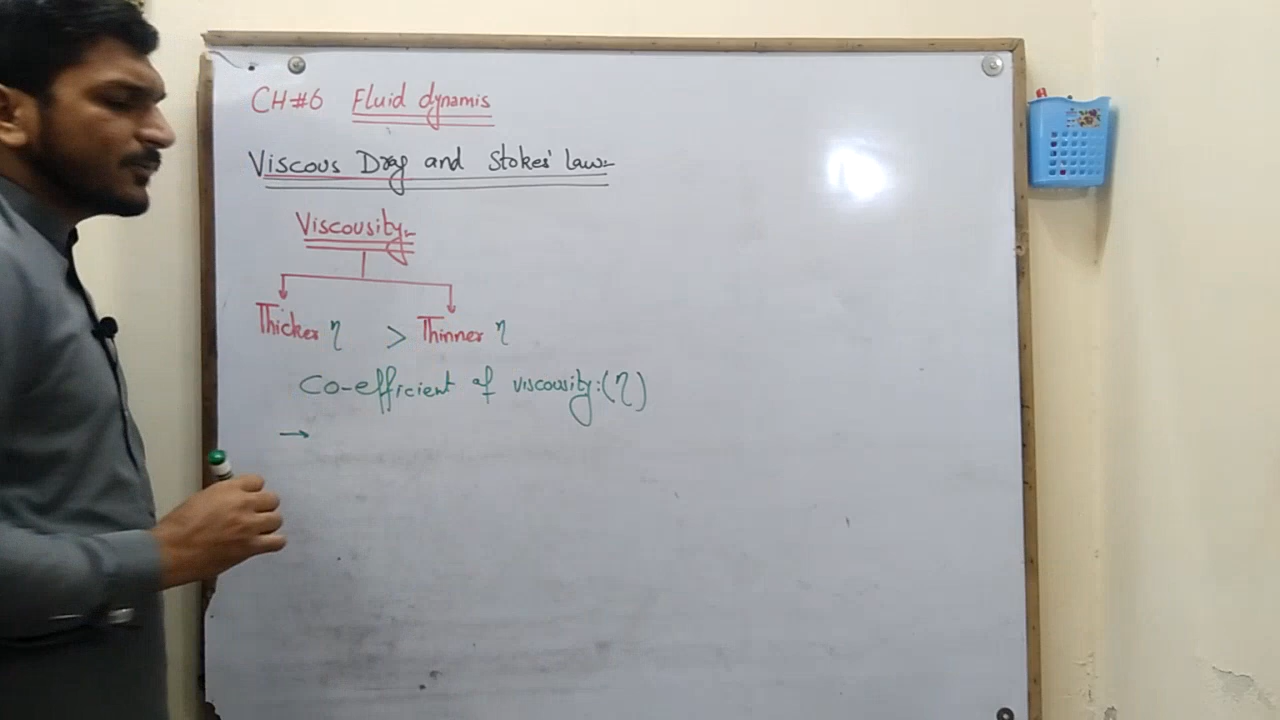 CH#6 Fluid dynamis
Viscous Drag and Stokes' law:-
Viscousity:-
Thicker η > Thinner η
Co-efficient of viscousity:(η)
→